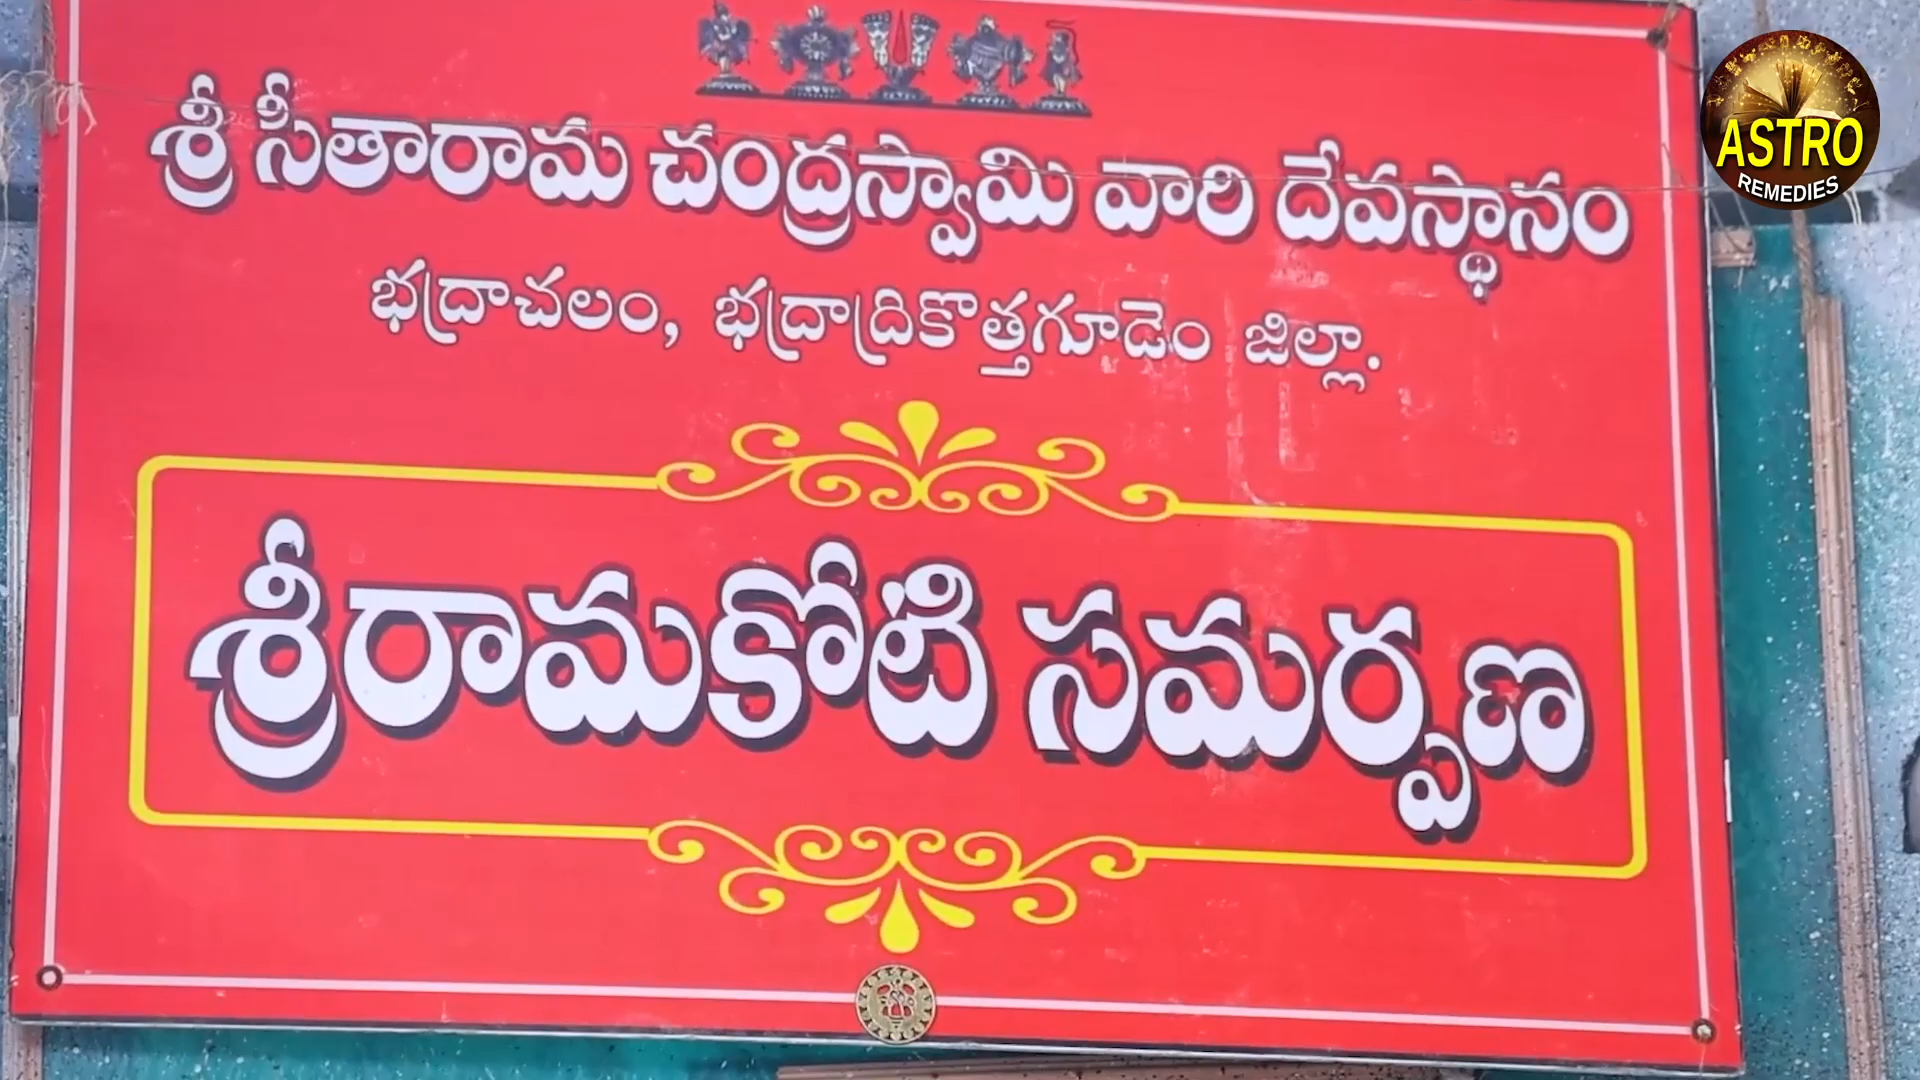 శ్రీ సీతారామ చంద్రస్వామి వారి దేవస్థానం
భద్రాచలం, భద్రాద్రికొత్తగూడెం జిల్లా.
శ్రీరామకోటి సమర్పణ
ASTRO
REMEDIES